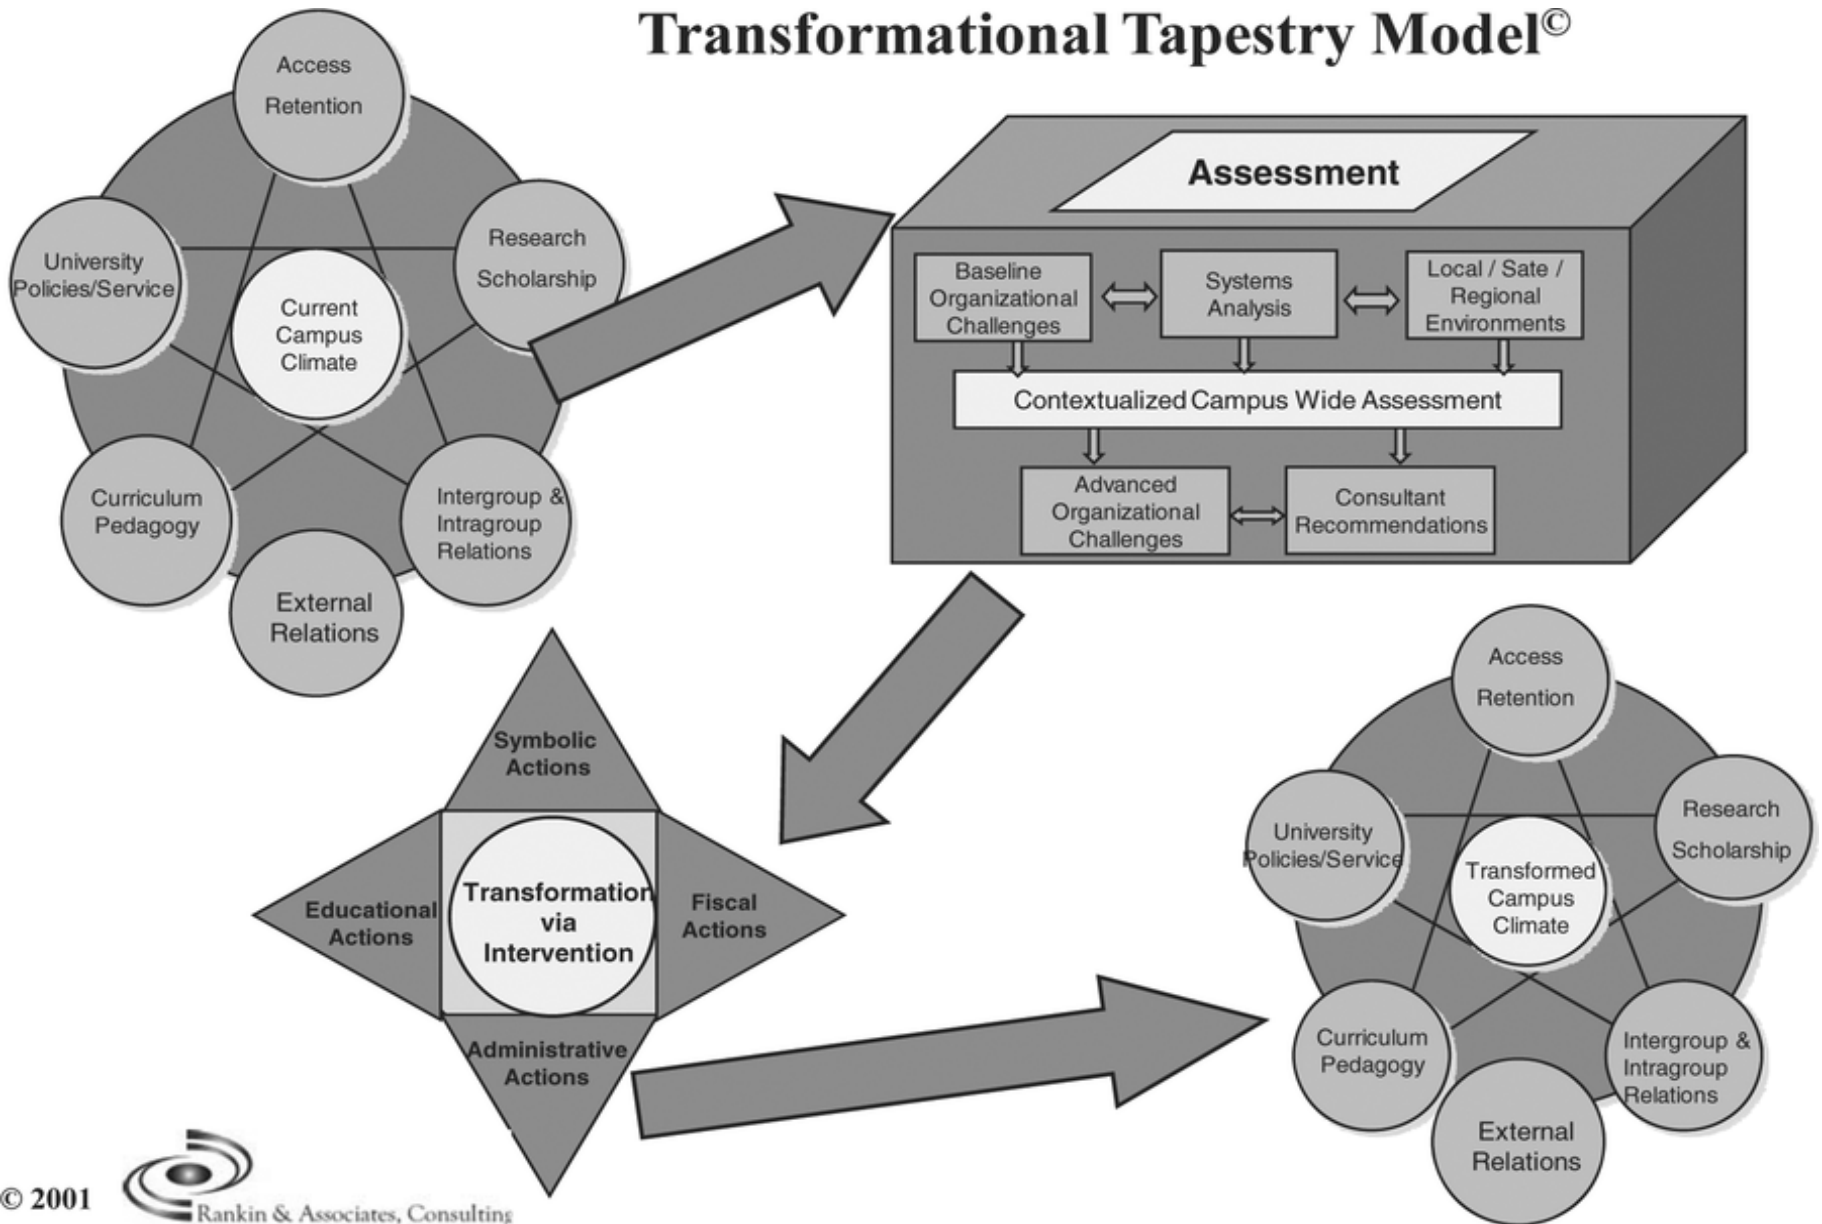 Transformational Tapestry Model©
Access
Retention
University
Policies/Service
Research
Scholarship
Current
Campus
Climate
Curriculum
Pedagogy
Intergroup &
Intragroup
Relations
External
Relations
Assessment
Baseline
Organizational
Challenges
Systems
Analysis
Local / Sate /
Regional
Environments
Contextualized Campus Wide Assessment
Advanced
Organizational
Challenges
Consultant
Recommendations
Symbolic
Actions
Educational
Actions
Transformation
via
Intervention
Fiscal
Actions
Administrative
Actions
Access
Retention
University
Policies/Service
Research
Scholarship
Transformed
Campus
Climate
Curriculum
Pedagogy
Intergroup &
Intragroup
Relations
External
Relations
© 2001
Rankin & Associates, Consulting